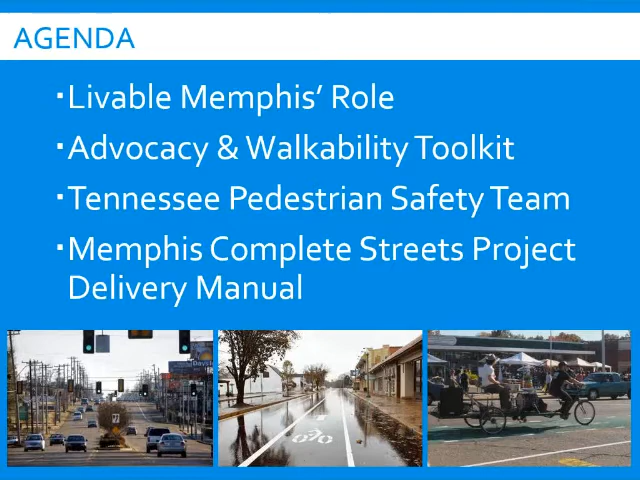 AGENDA
▪Livable Memphis’ Role
▪Advocacy & Walkability Toolkit
▪Tennessee Pedestrian Safety Team
▪Memphis Complete Streets Project
Delivery Manual